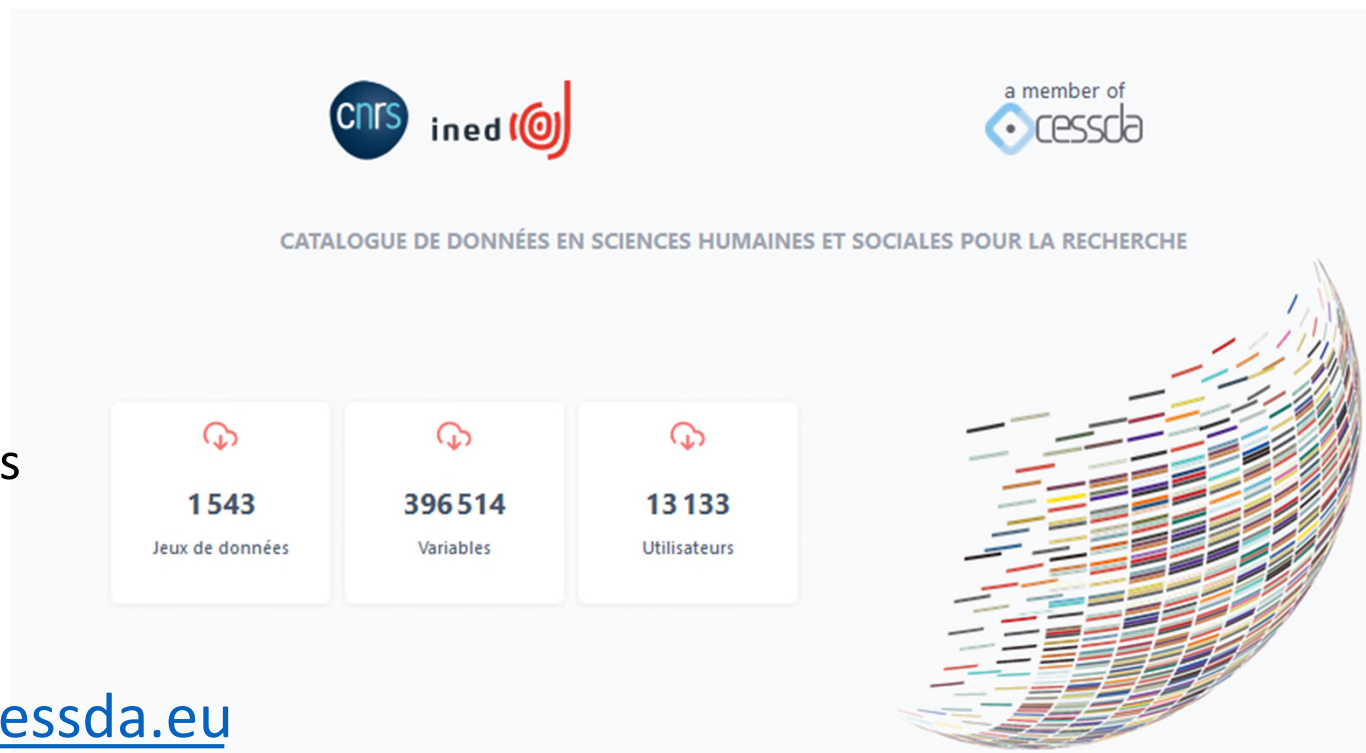 a member of
cnrs ined cessda
CATALOGUE DE DONNÉES EN SCIENCES HUMAINES ET SOCIALES POUR LA RECHERCHE
s
1 543 396 514 13 133
Jeux de données Variables Utilisateurs
essda.eu